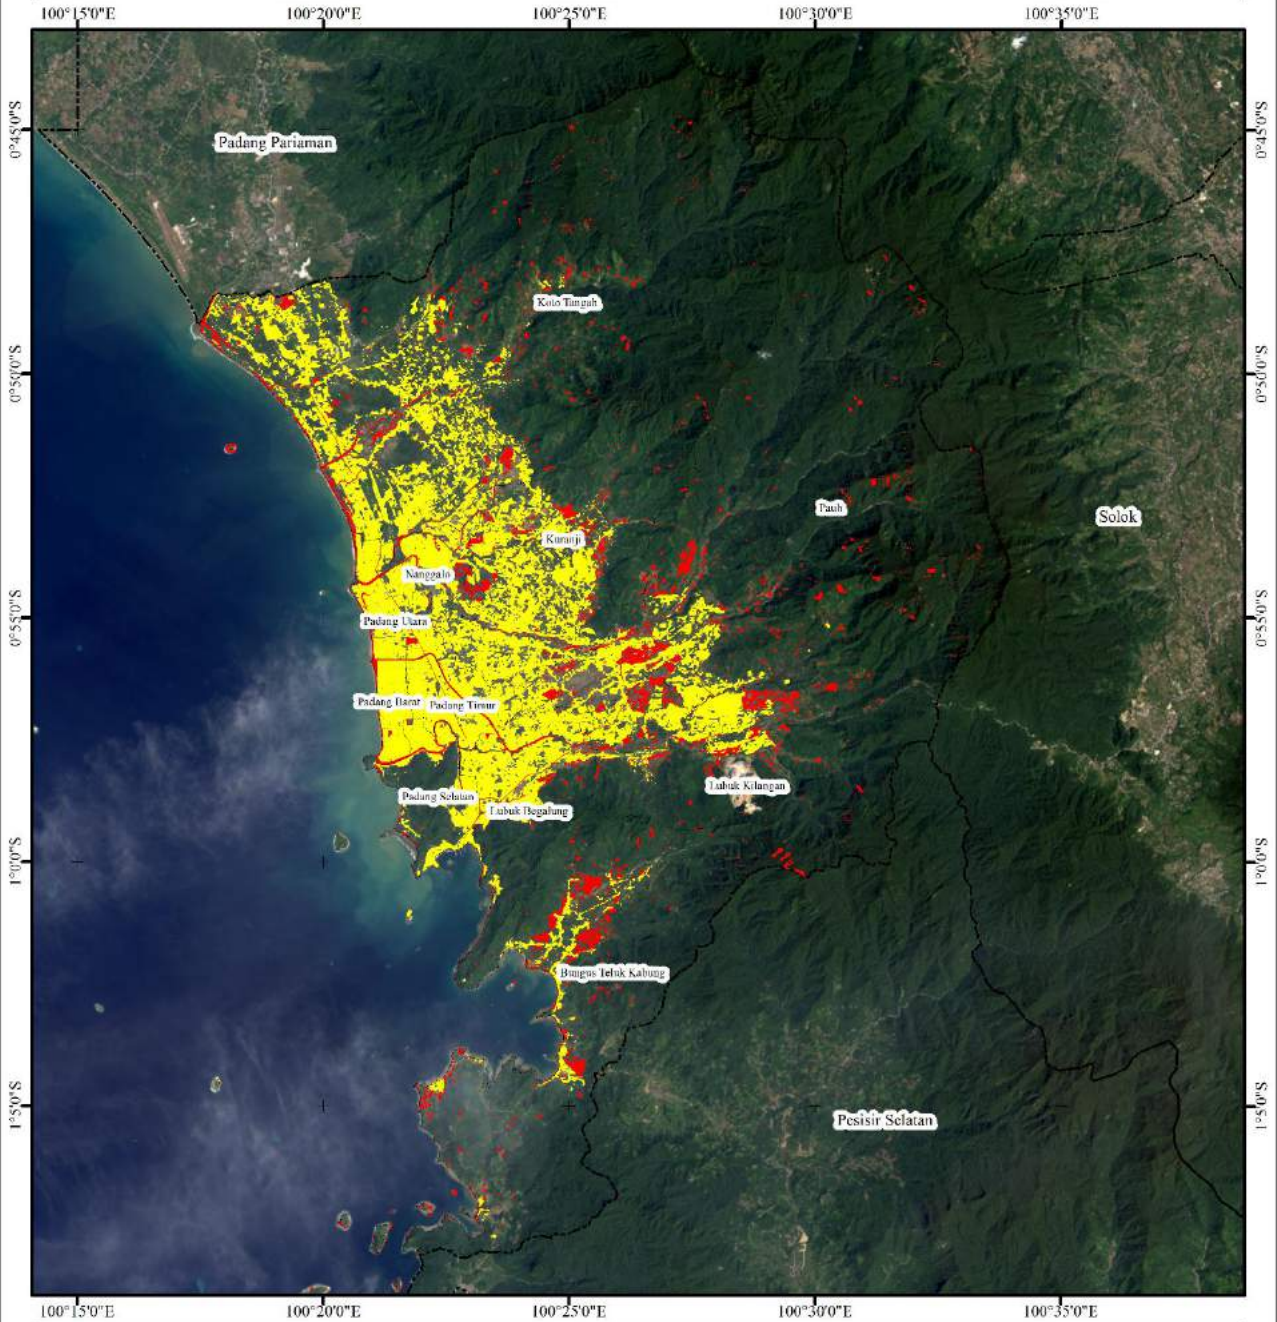 100°15'0"E 100°20'0"E 100°25'0"E 100°30'0"E 100°35'0"E
0°45'0"S 0°45'0"S
Padang Pariaman
Koto Tangah
0°50'0"S 0°50'0"S
Pauh
Solok
Kuranji
Nanggalo
0°55'0"S 0°55'0"S
Padang Utara
Padang Barat Padang Timur
Lubuk Kilangan
Padang Selatan
Lubuk Begalung
1°0'0"S 1°0'0"S
Bungus Teluk Kabung
1°5'0"S 1°5'0"S
Pesisir Selatan
100°15'0"E 100°20'0"E 100°25'0"E 100°30'0"E 100°35'0"E